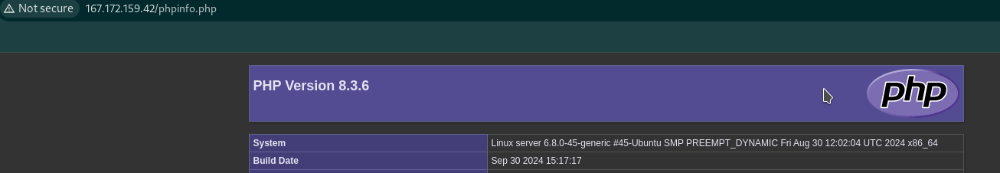 Not secure 167.172.159.42/phpinfo.php
PHP Version 8.3.6 php
System Linux server 6.8.0-45-generic #45-Ubuntu SMP PREEMPT_DYNAMIC Fri Aug 30 12:02:04 UTC 2024 x86_64
Build Date Sep 30 2024 15:17:17